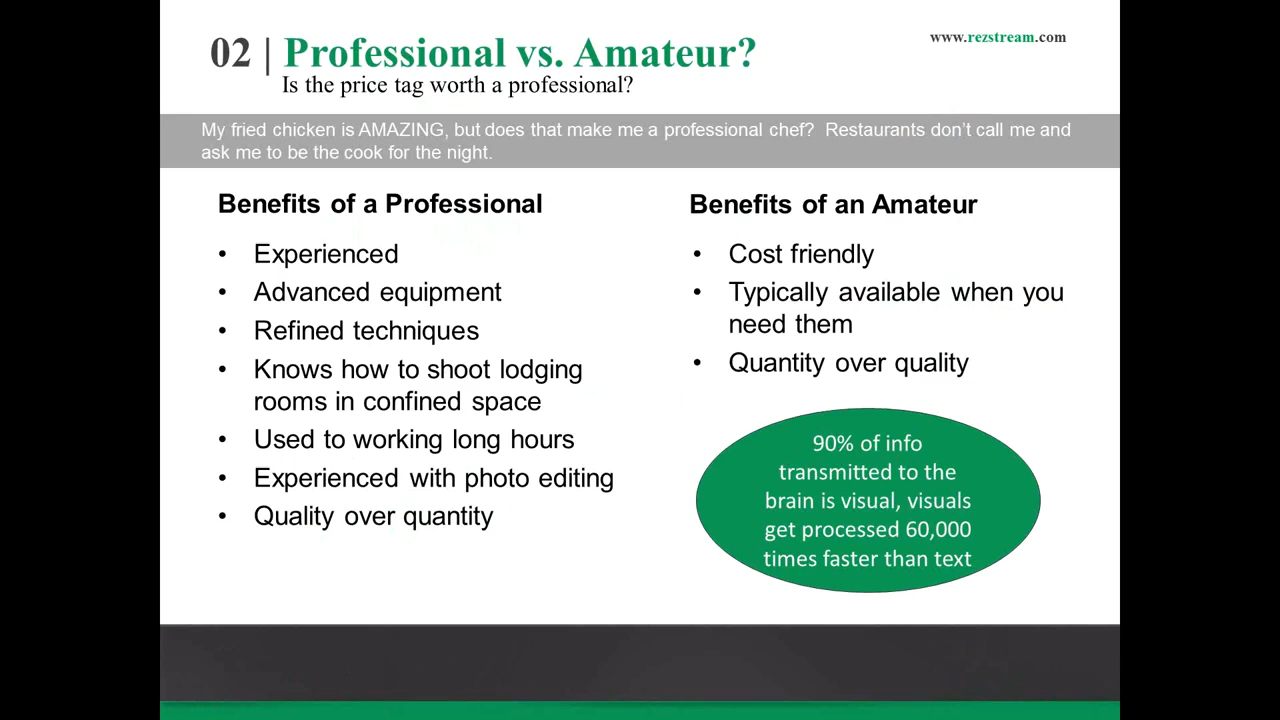 02 | Professional vs. Amateur?
www.rezstream.com
Is the price tag worth a professional?
My fried chicken is AMAZING, but does that make me a professional chef?  Restaurants don't call me and
ask me to be the cook for the night.
Benefits of a Professional
• Experienced
• Advanced equipment
• Refined techniques
• Knows how to shoot lodging
rooms in confined space
• Used to working long hours
• Experienced with photo editing
• Quality over quantity
Benefits of an Amateur
• Cost friendly
• Typically available when you
need them
• Quantity over quality
90% of info
transmitted to the
brain is visual, visuals
get processed 60,000
times faster than text